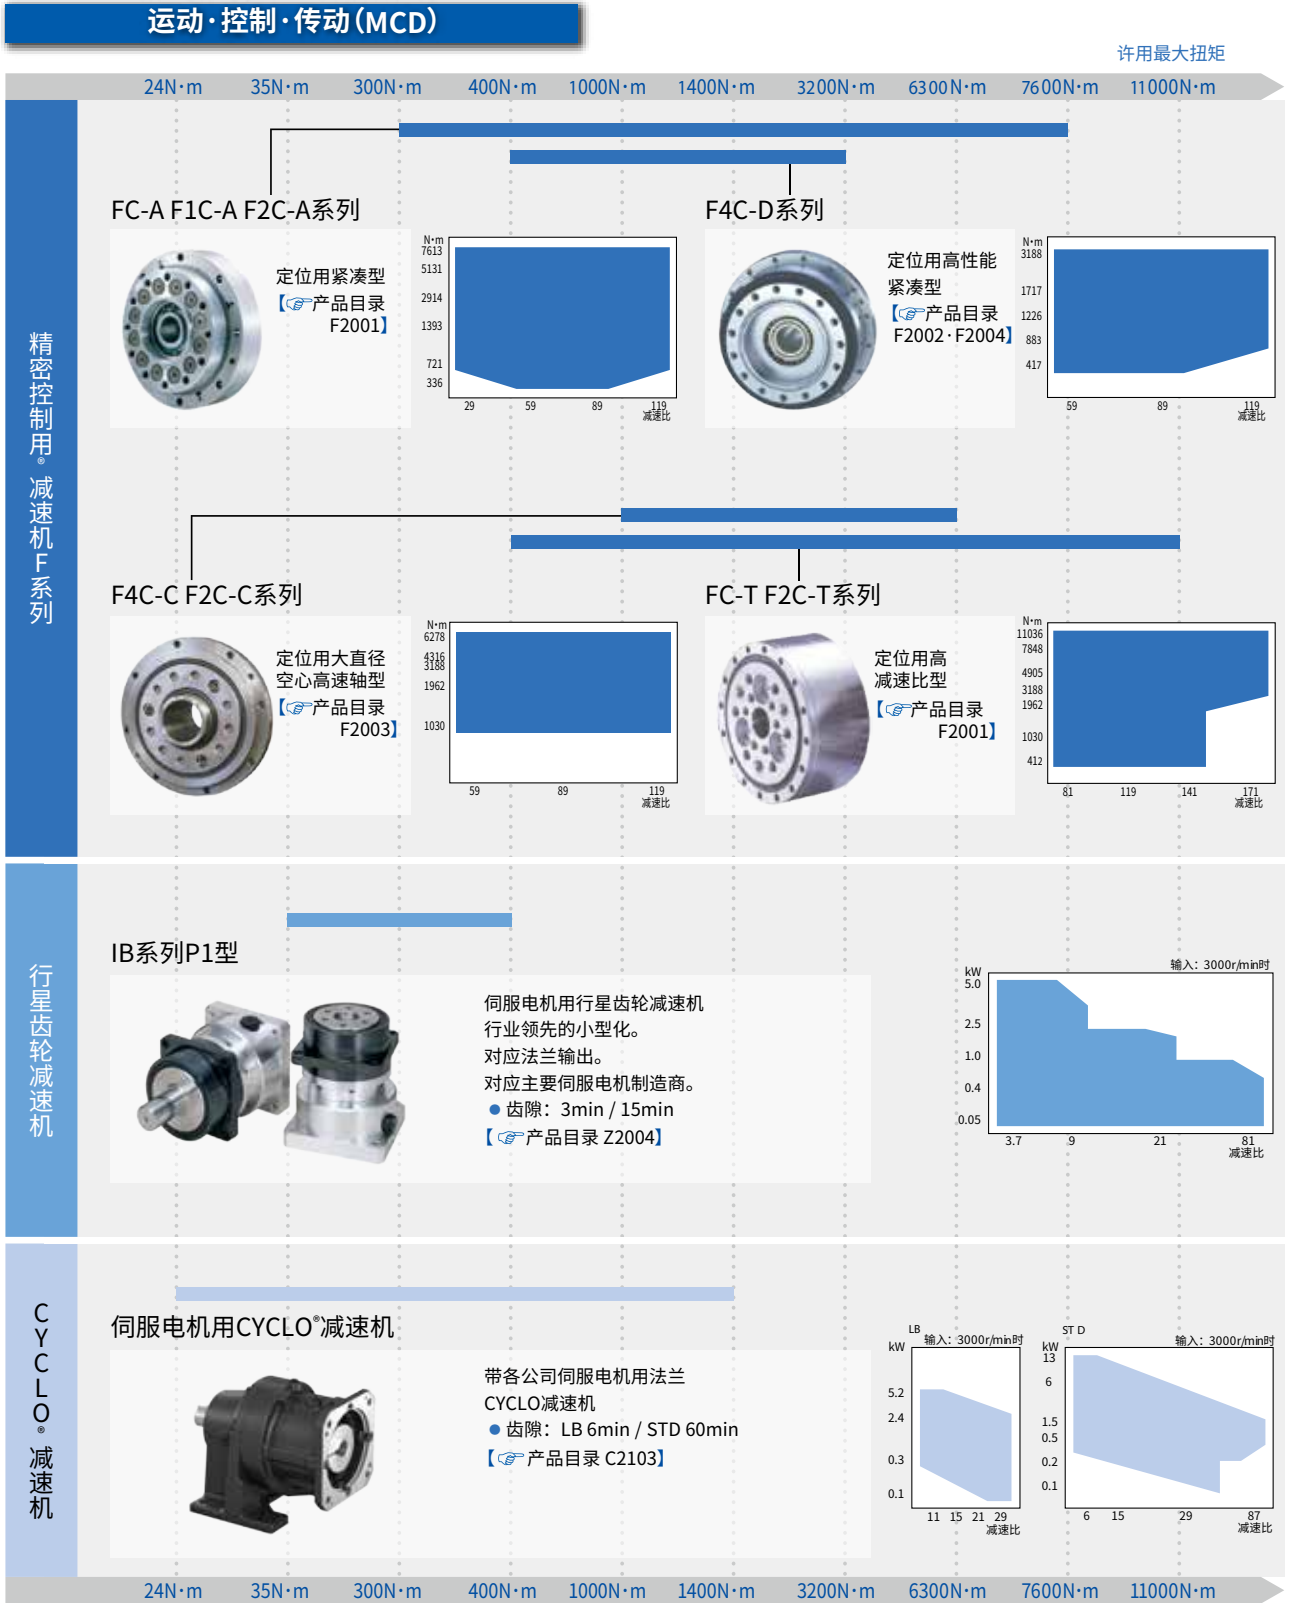 运动·控制·传动(MCD)
许用最大扭矩
24N·m 35N·m 300N·m 400N·m 1000N·m 1400N·m 3200N·m 6300N·m 7600N·m 11000N·m
精密控制用®减速机F系列
FC-A F1C-A F2C-A系列
定位用紧凑型
【☞产品目录
F2001】
N·m
7613
5131
2914
1393
721
336
29 59 89 119
减速比
F4C-D系列
定位用高性能
紧凑型
【☞产品目录
F2002·F2004】
N·m
3188
1717
1226
883
417
59 89 119
减速比
F4C-C F2C-C系列
定位用大直径
空心高速轴型
【☞产品目录
F2003】
N·m
6278
4316
3188
1962
1030
59 89 119
减速比
FC-T F2C-T系列
定位用高
减速比型
【☞产品目录
F2001】
N·m
11036
7848
4905
3188
1962
1030
412
81 119 141 171
减速比
行星齿轮减速机
IB系列P1型
伺服电机用行星齿轮减速机
行业领先的小型化。
对应法兰输出。
对应主要伺服电机制造商。
●齿隙：3min / 15min
【☞产品目录 Z2004】
输入：3000r/min时
kW
5.0
2.5
1.0
0.4
0.05
3.7 9 21 81
减速比
CYCLO®减速机
伺服电机用CYCLO®减速机
带各公司伺服电机用法兰
CYCLO减速机
●齿隙：LB 6min / STD 60min
【☞产品目录 C2103】
LB
输入：3000r/min时
kW
5.2
2.4
0.3
0.1
11 15 21 29
减速比
STD
输入：3000r/min时
kW
13
6
1.5
0.5
0.2
0.1
6 15 29 87
减速比
24N·m 35N·m 300N·m 400N·m 1000N·m 1400N·m 3200N·m 6300N·m 7600N·m 11000N·m